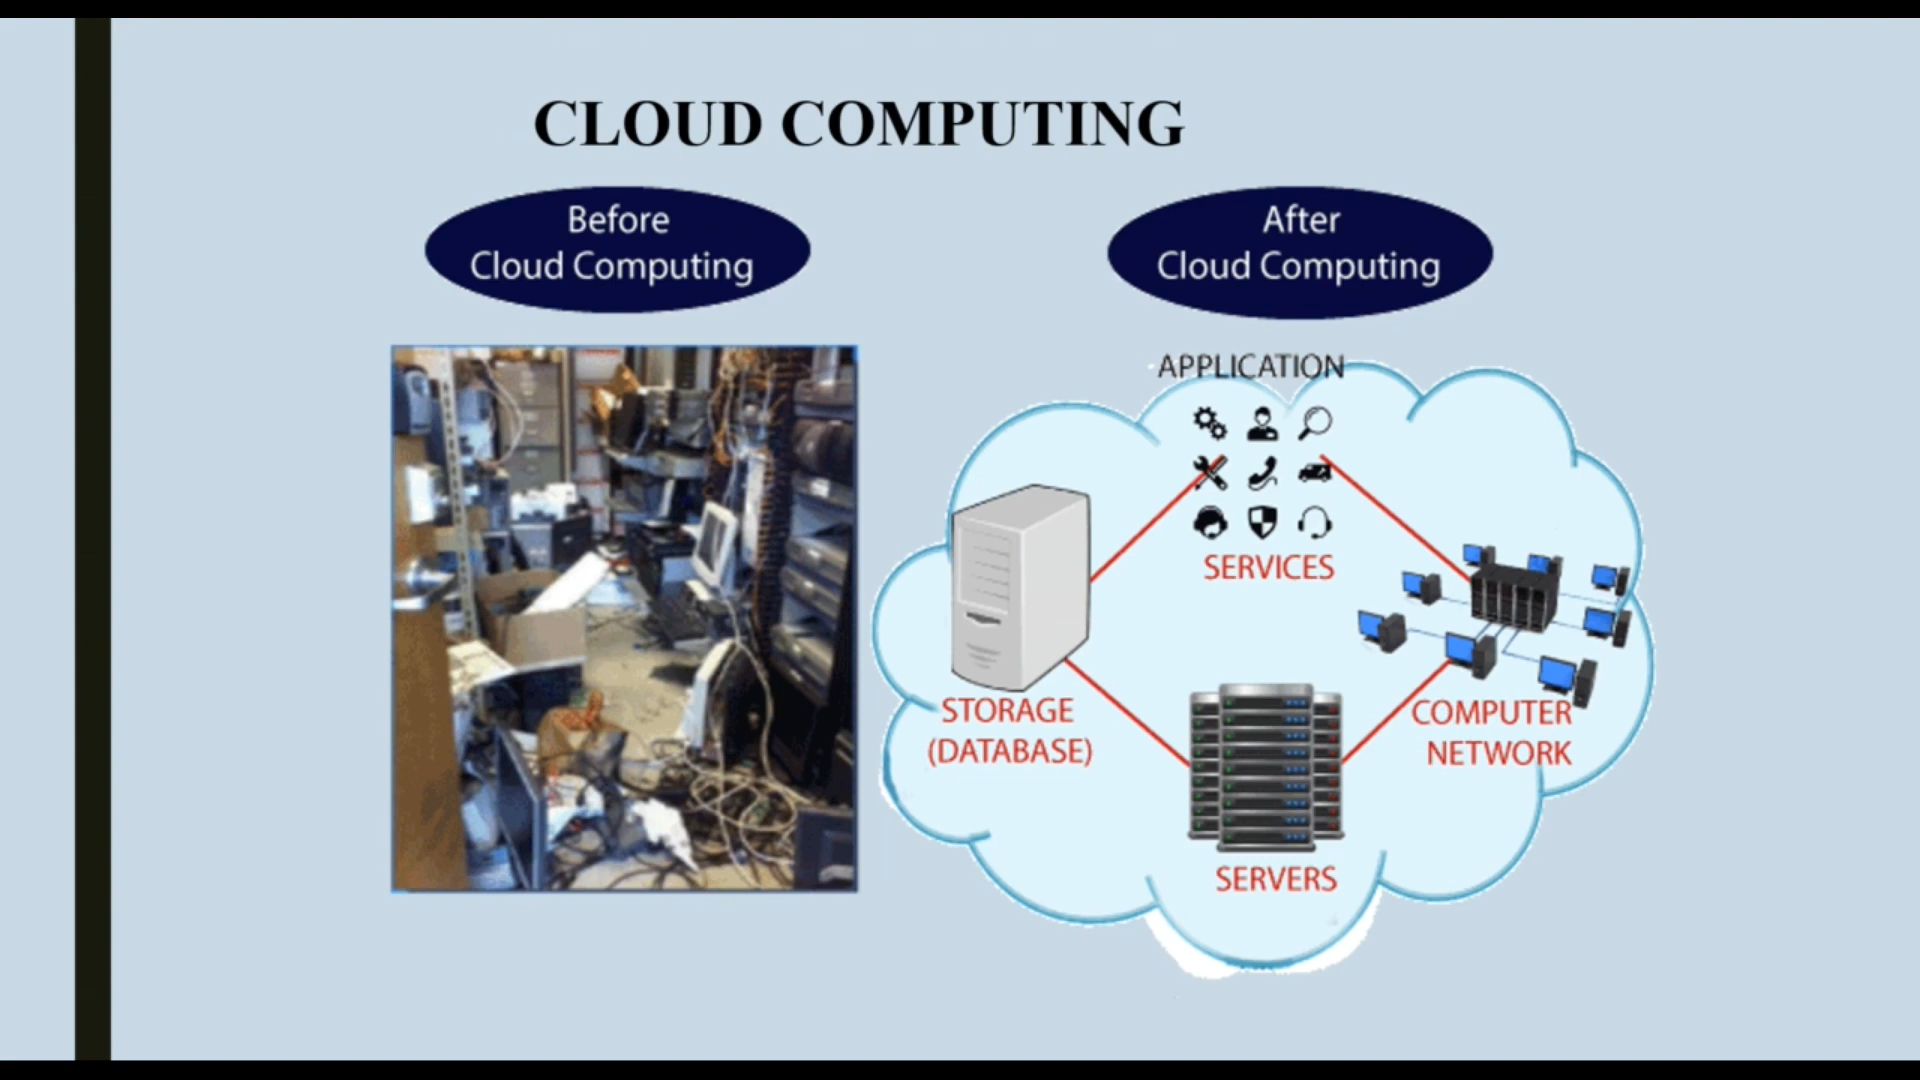 CLOUD COMPUTING
Before
Cloud Computing
After
Cloud Computing
APPLICATION
SERVICES
STORAGE
(DATABASE)
COMPUTER
NETWORK
SERVERS